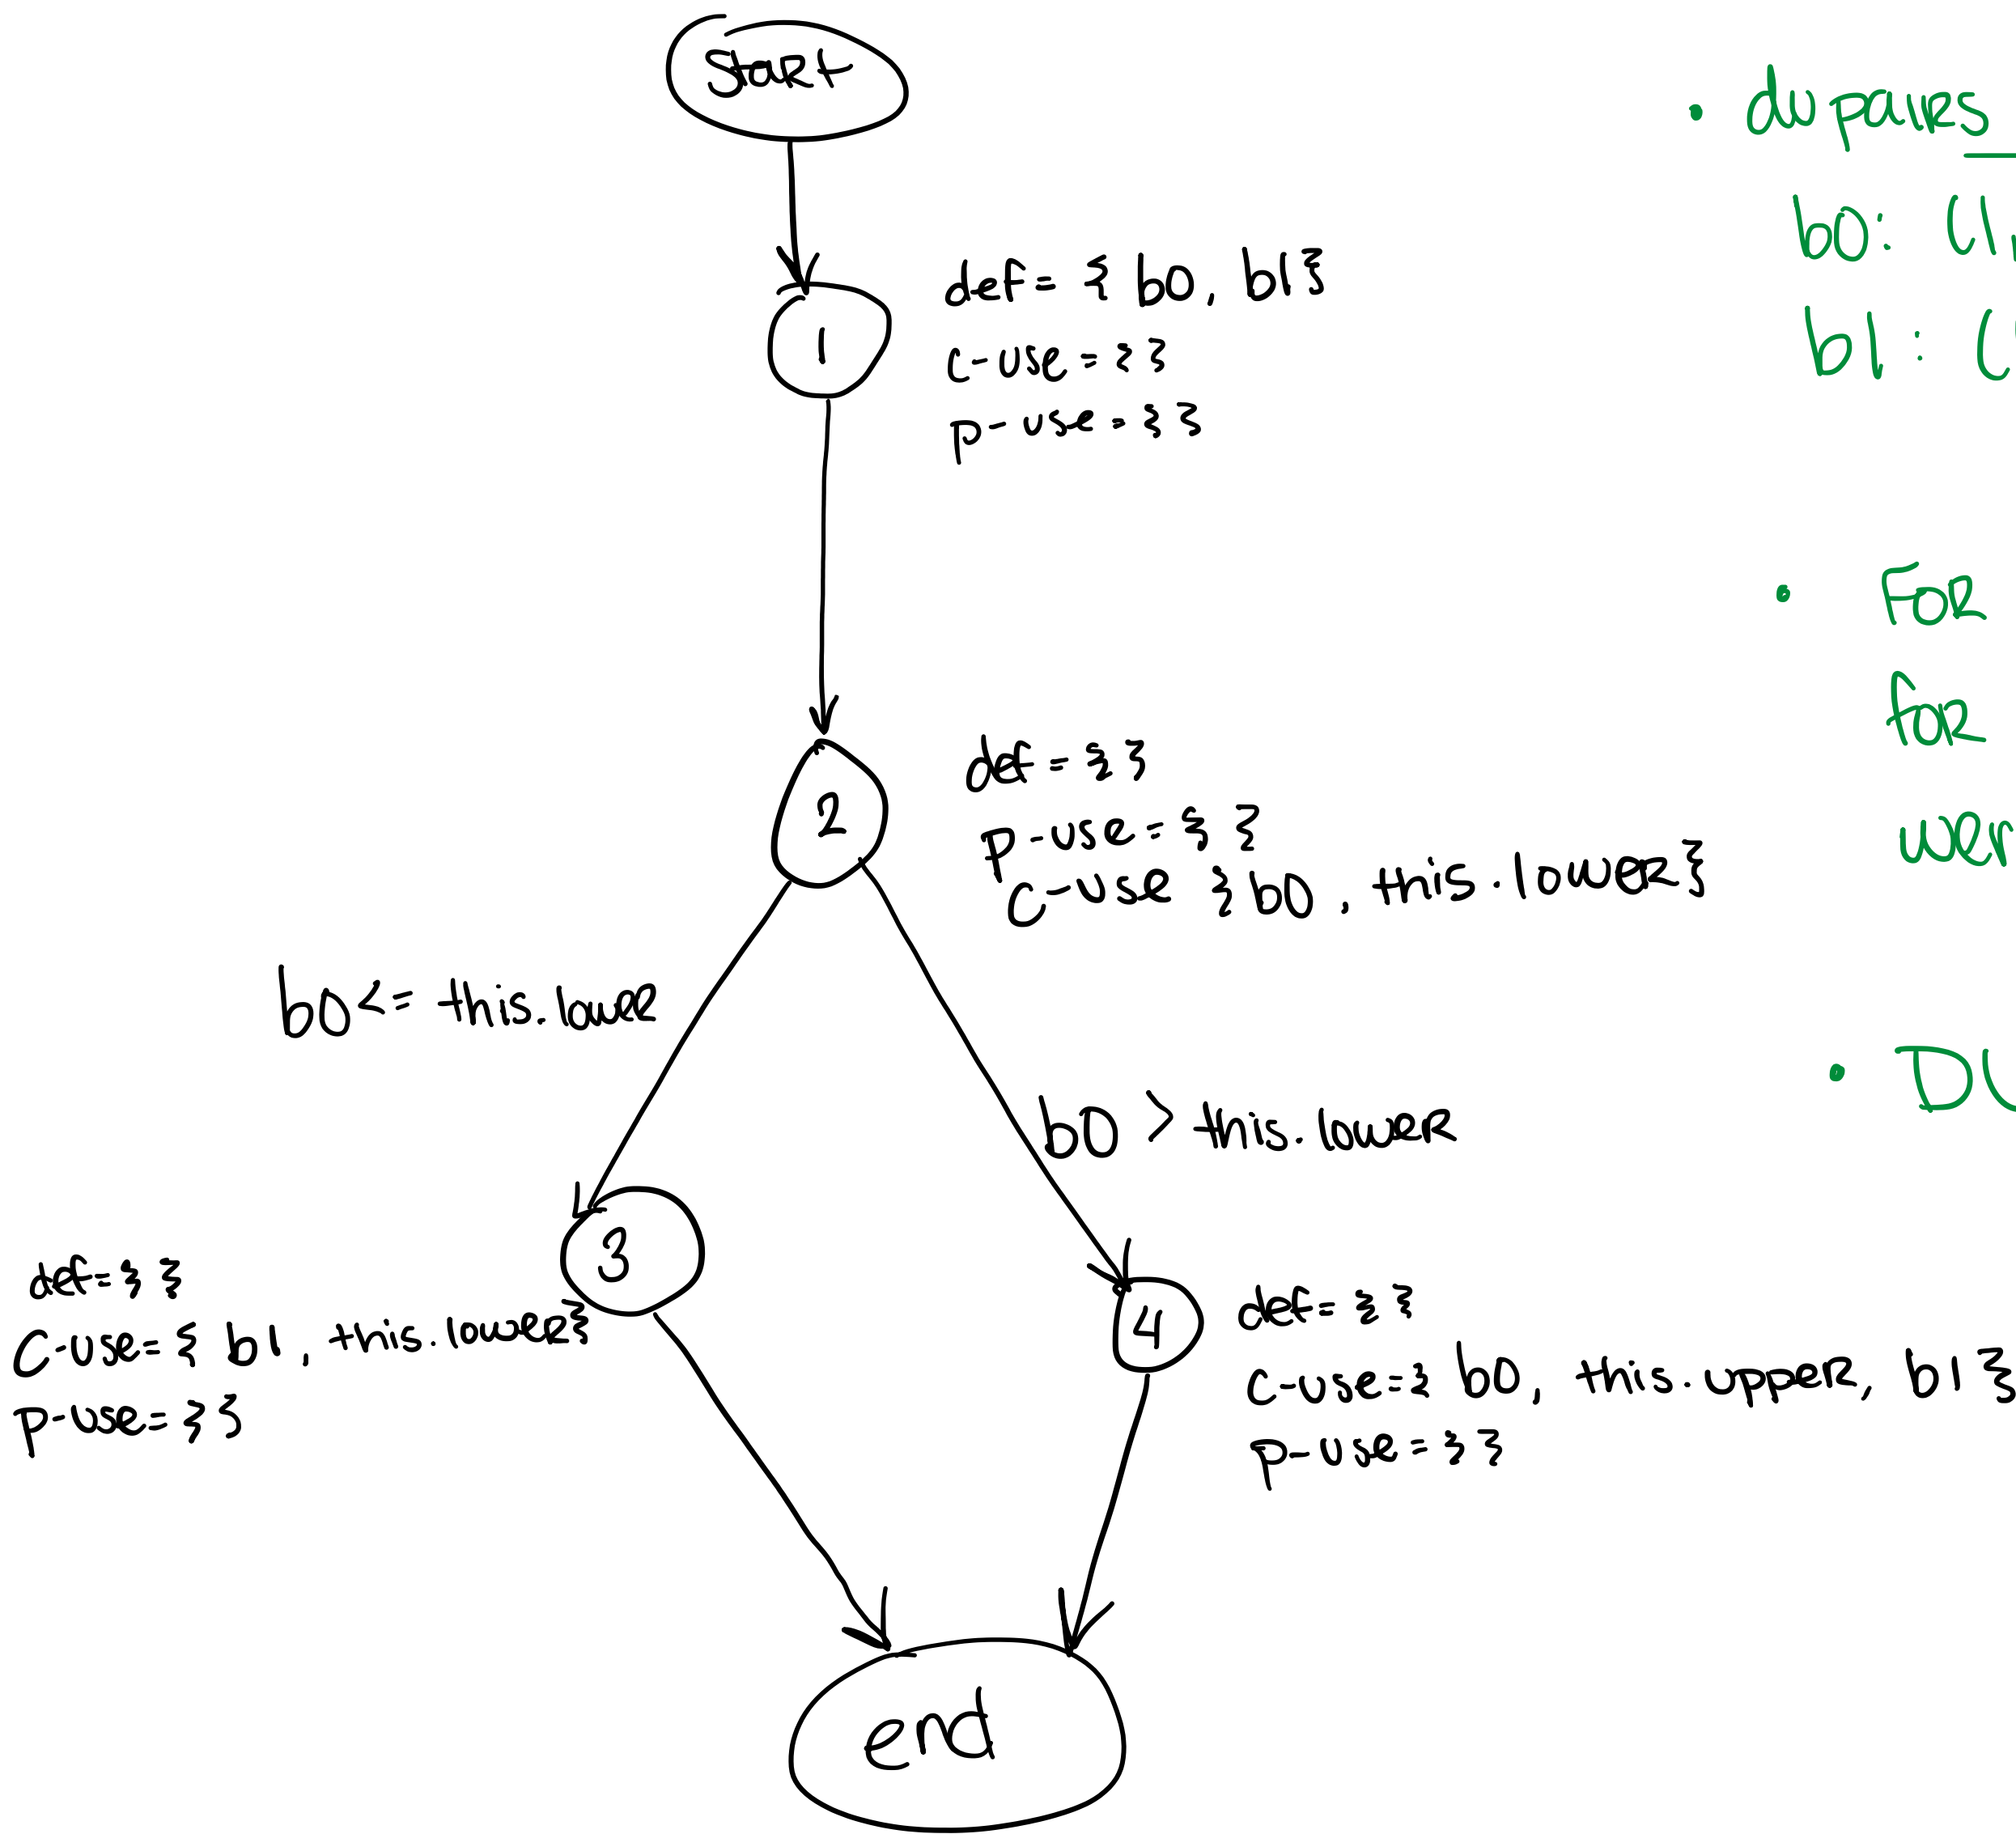 Start
1
def = { b0, b1}
c-use = { }
p-use = { }
2
def = { }
p-use = { }
c-use { b0, this.lower}
b0 <= this.lower
b0 > this.lower
3
def = { }
c-use = { b1, this.lower}
p-use = { }
4
def = { }
c-use = { b0, this.upper, b1 }
p-use = { }
end
• du paires
b0: (1,
b1 : (
• For
for
wer
• DU